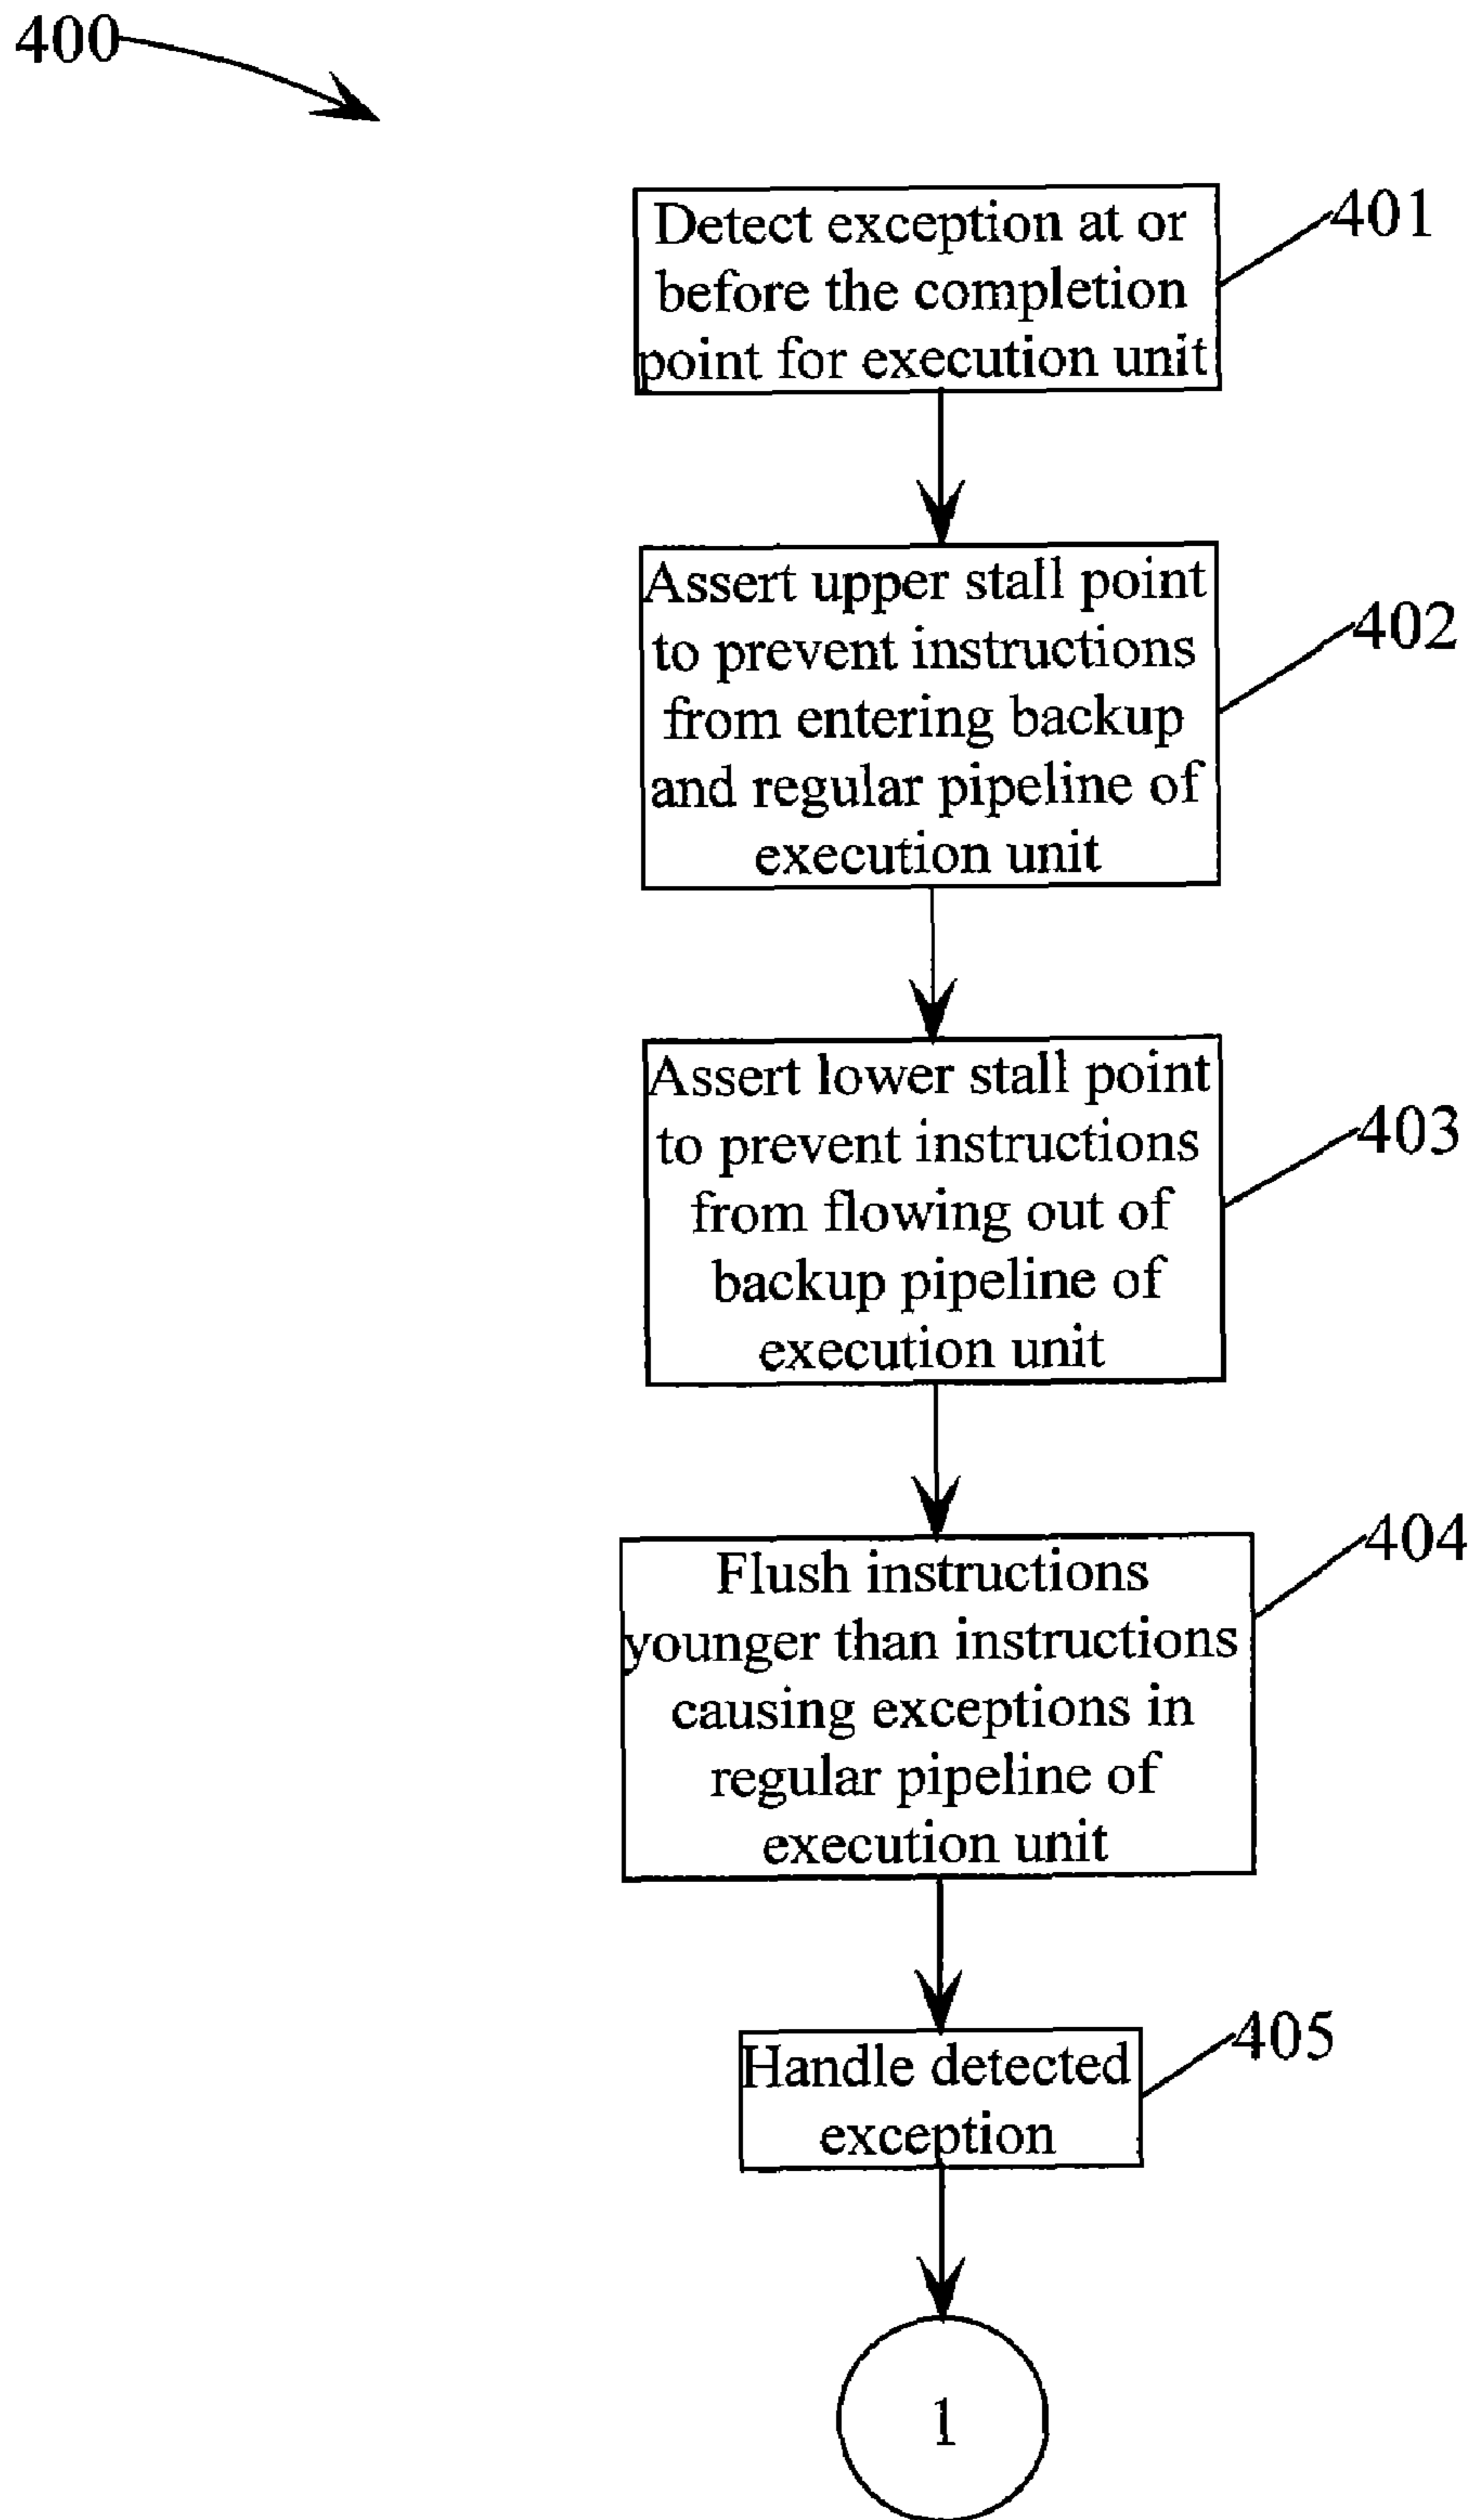 400
Detect exception at or
before the completion
point for execution unit
401
Assert upper stall point
to prevent instructions
from entering backup
and regular pipeline of
execution unit
402
Assert lower stall point
to prevent instructions
from flowing out of
backup pipeline of
execution unit
403
Flush instructions
younger than instructions
causing exceptions in
regular pipeline of
execution unit
404
Handle detected
exception
405
1